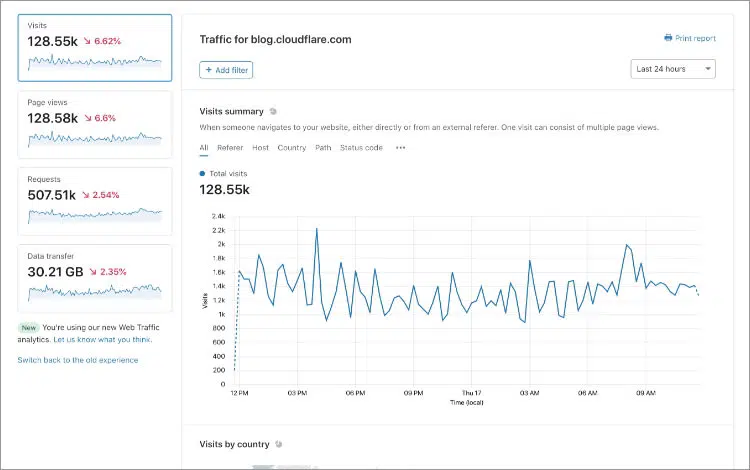 Visits
128.55k ↘ 6.62%
Page views
128.58k ↘ 6.6%
Requests
507.51k ↘ 2.54%
Data transfer
30.21 GB ↘ 2.35%
New You're using our new Web Traffic
analytics. Let us know what you think.
Switch back to the old experience
Traffic for blog.cloudflare.com
Print report
+ Add filter
Last 24 hours
Visits summary
When someone navigates to your website, either directly or from an external referer. One visit can consist of multiple page views.
All Referer Host Country Path Status code •••
Total visits
128.55k
2.4k
2.2k
2k
1.8k
1.6k
1.4k
1.2k
1k
800
600
400
200
0
Visits
12 PM 03 PM 06 PM 09 PM Thu 17 03 AM 06 AM 09 AM
Time (local)
Visits by country